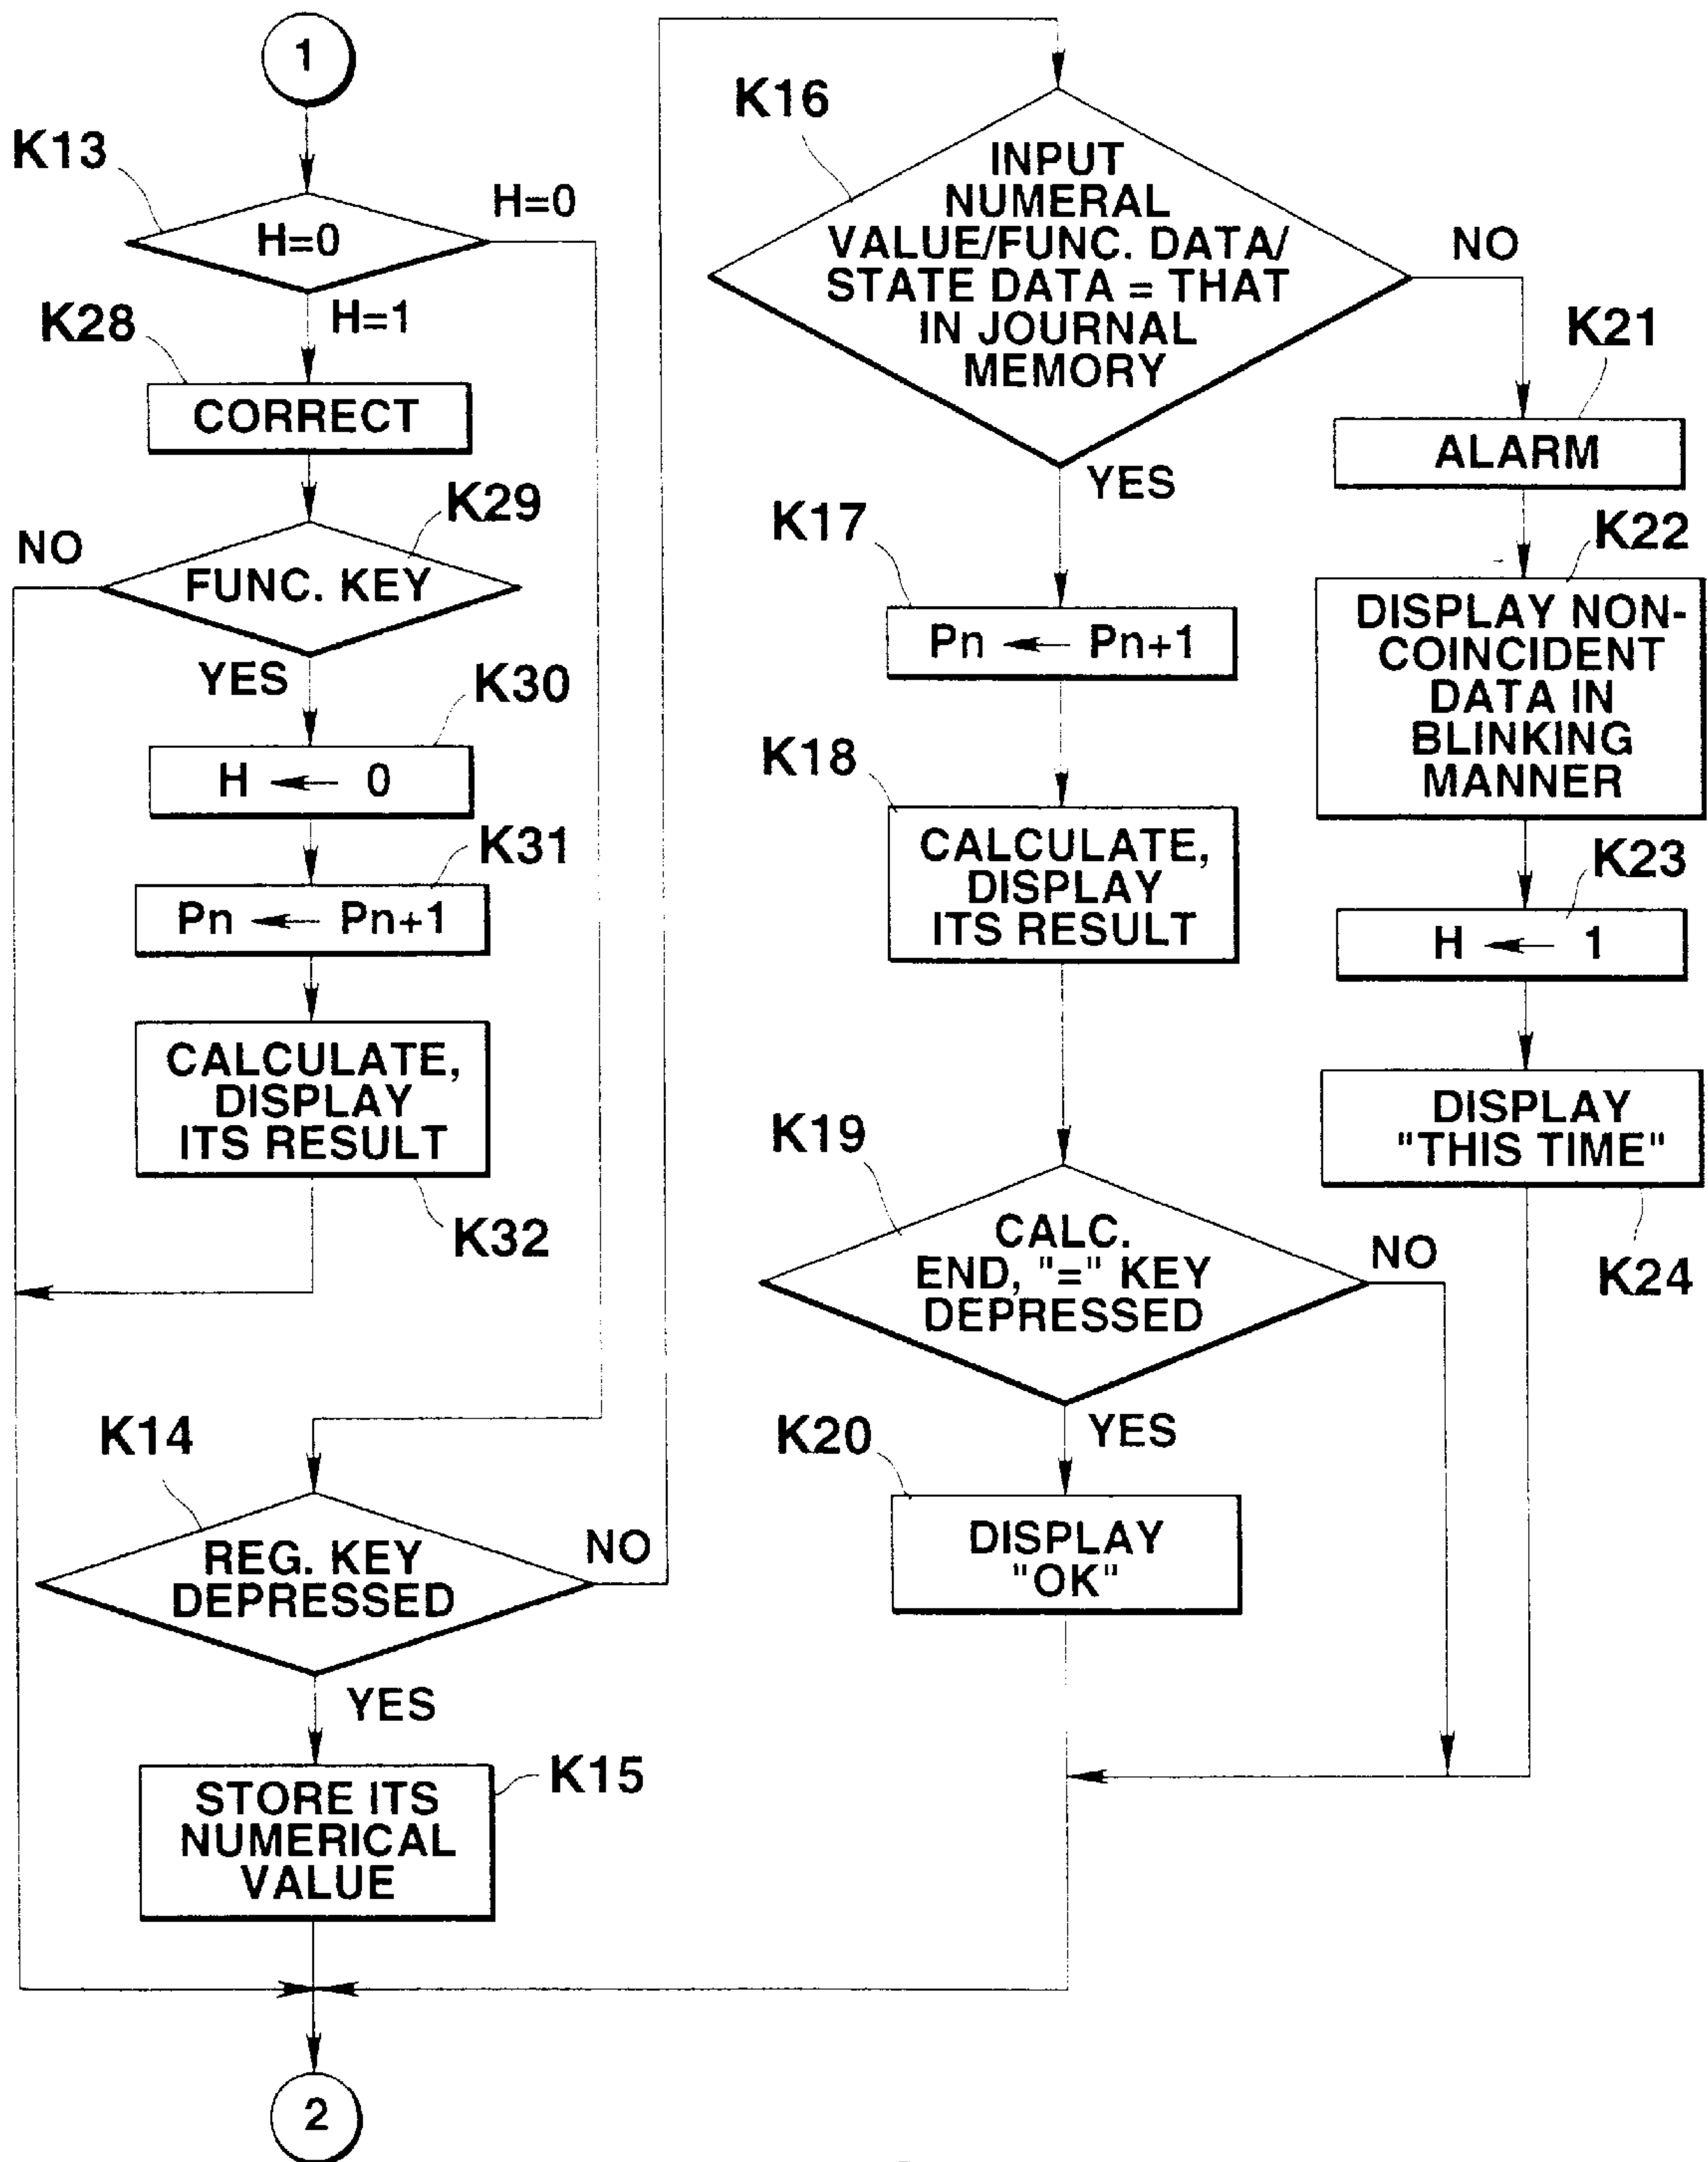 1
K13
H=0
H=0
H=1
K28
CORRECT
K29
NO
FUNC. KEY
YES
K30
H ← 0
K31
Pn ← Pn+1
CALCULATE,
DISPLAY
ITS RESULT
K32
K14
REG. KEY
DEPRESSED
NO
YES
K15
STORE ITS
NUMERICAL
VALUE
2
K16
INPUT
NUMERAL
VALUE/FUNC. DATA/
STATE DATA = THAT
IN JOURNAL
MEMORY
NO
YES
K17
Pn ← Pn+1
K18
CALCULATE,
DISPLAY
ITS RESULT
K19
CALC.
END, "=" KEY
DEPRESSED
NO
YES
K20
DISPLAY
"OK"
K21
ALARM
K22
DISPLAY NON-
COINCIDENT
DATA IN
BLINKING
MANNER
K23
H ← 1
DISPLAY
"THIS TIME"
K24